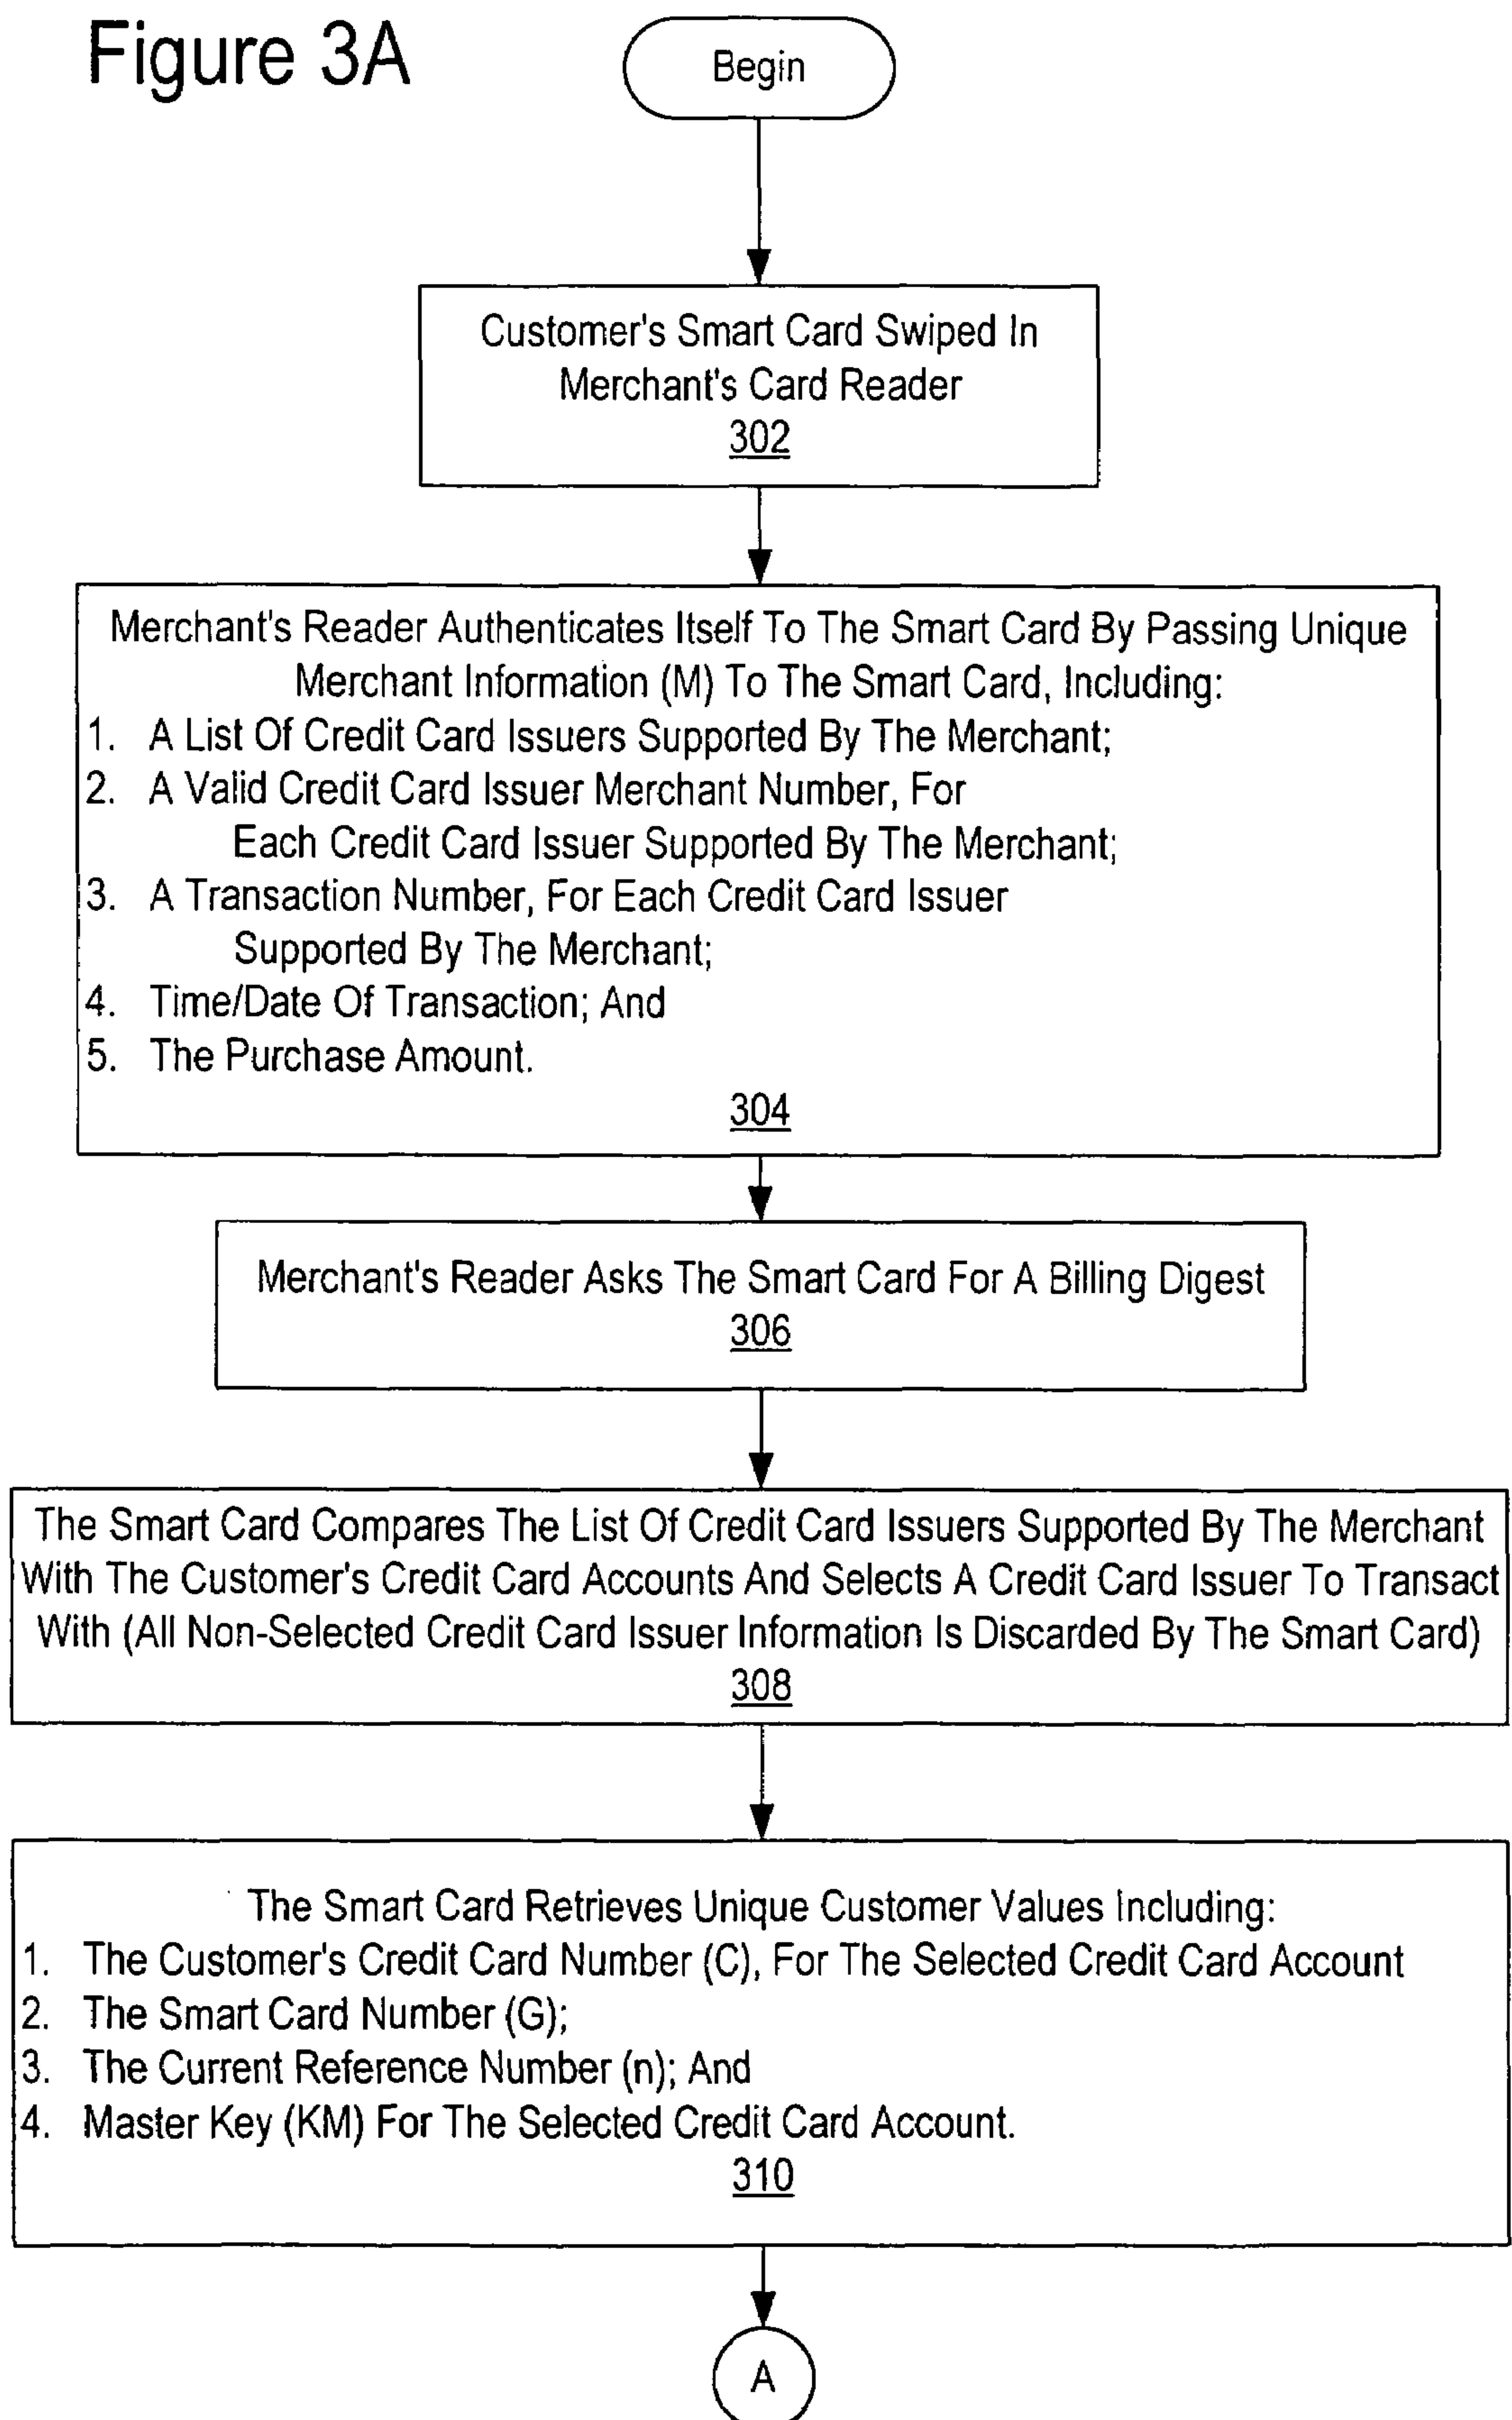 Figure 3A
Begin
Customer's Smart Card Swiped In
Merchant's Card Reader
302
Merchant's Reader Authenticates Itself To The Smart Card By Passing Unique
Merchant Information (M) To The Smart Card, Including:
1. A List Of Credit Card Issuers Supported By The Merchant;
2. A Valid Credit Card Issuer Merchant Number, For
Each Credit Card Issuer Supported By The Merchant;
3. A Transaction Number, For Each Credit Card Issuer
Supported By The Merchant;
4. Time/Date Of Transaction; And
5. The Purchase Amount.
304
Merchant's Reader Asks The Smart Card For A Billing Digest
306
The Smart Card Compares The List Of Credit Card Issuers Supported By The Merchant
With The Customer's Credit Card Accounts And Selects A Credit Card Issuer To Transact
With (All Non-Selected Credit Card Issuer Information Is Discarded By The Smart Card)
308
The Smart Card Retrieves Unique Customer Values Including:
1. The Customer's Credit Card Number (C), For The Selected Credit Card Account
2. The Smart Card Number (G);
3. The Current Reference Number (n); And
4. Master Key (KM) For The Selected Credit Card Account.
310
A